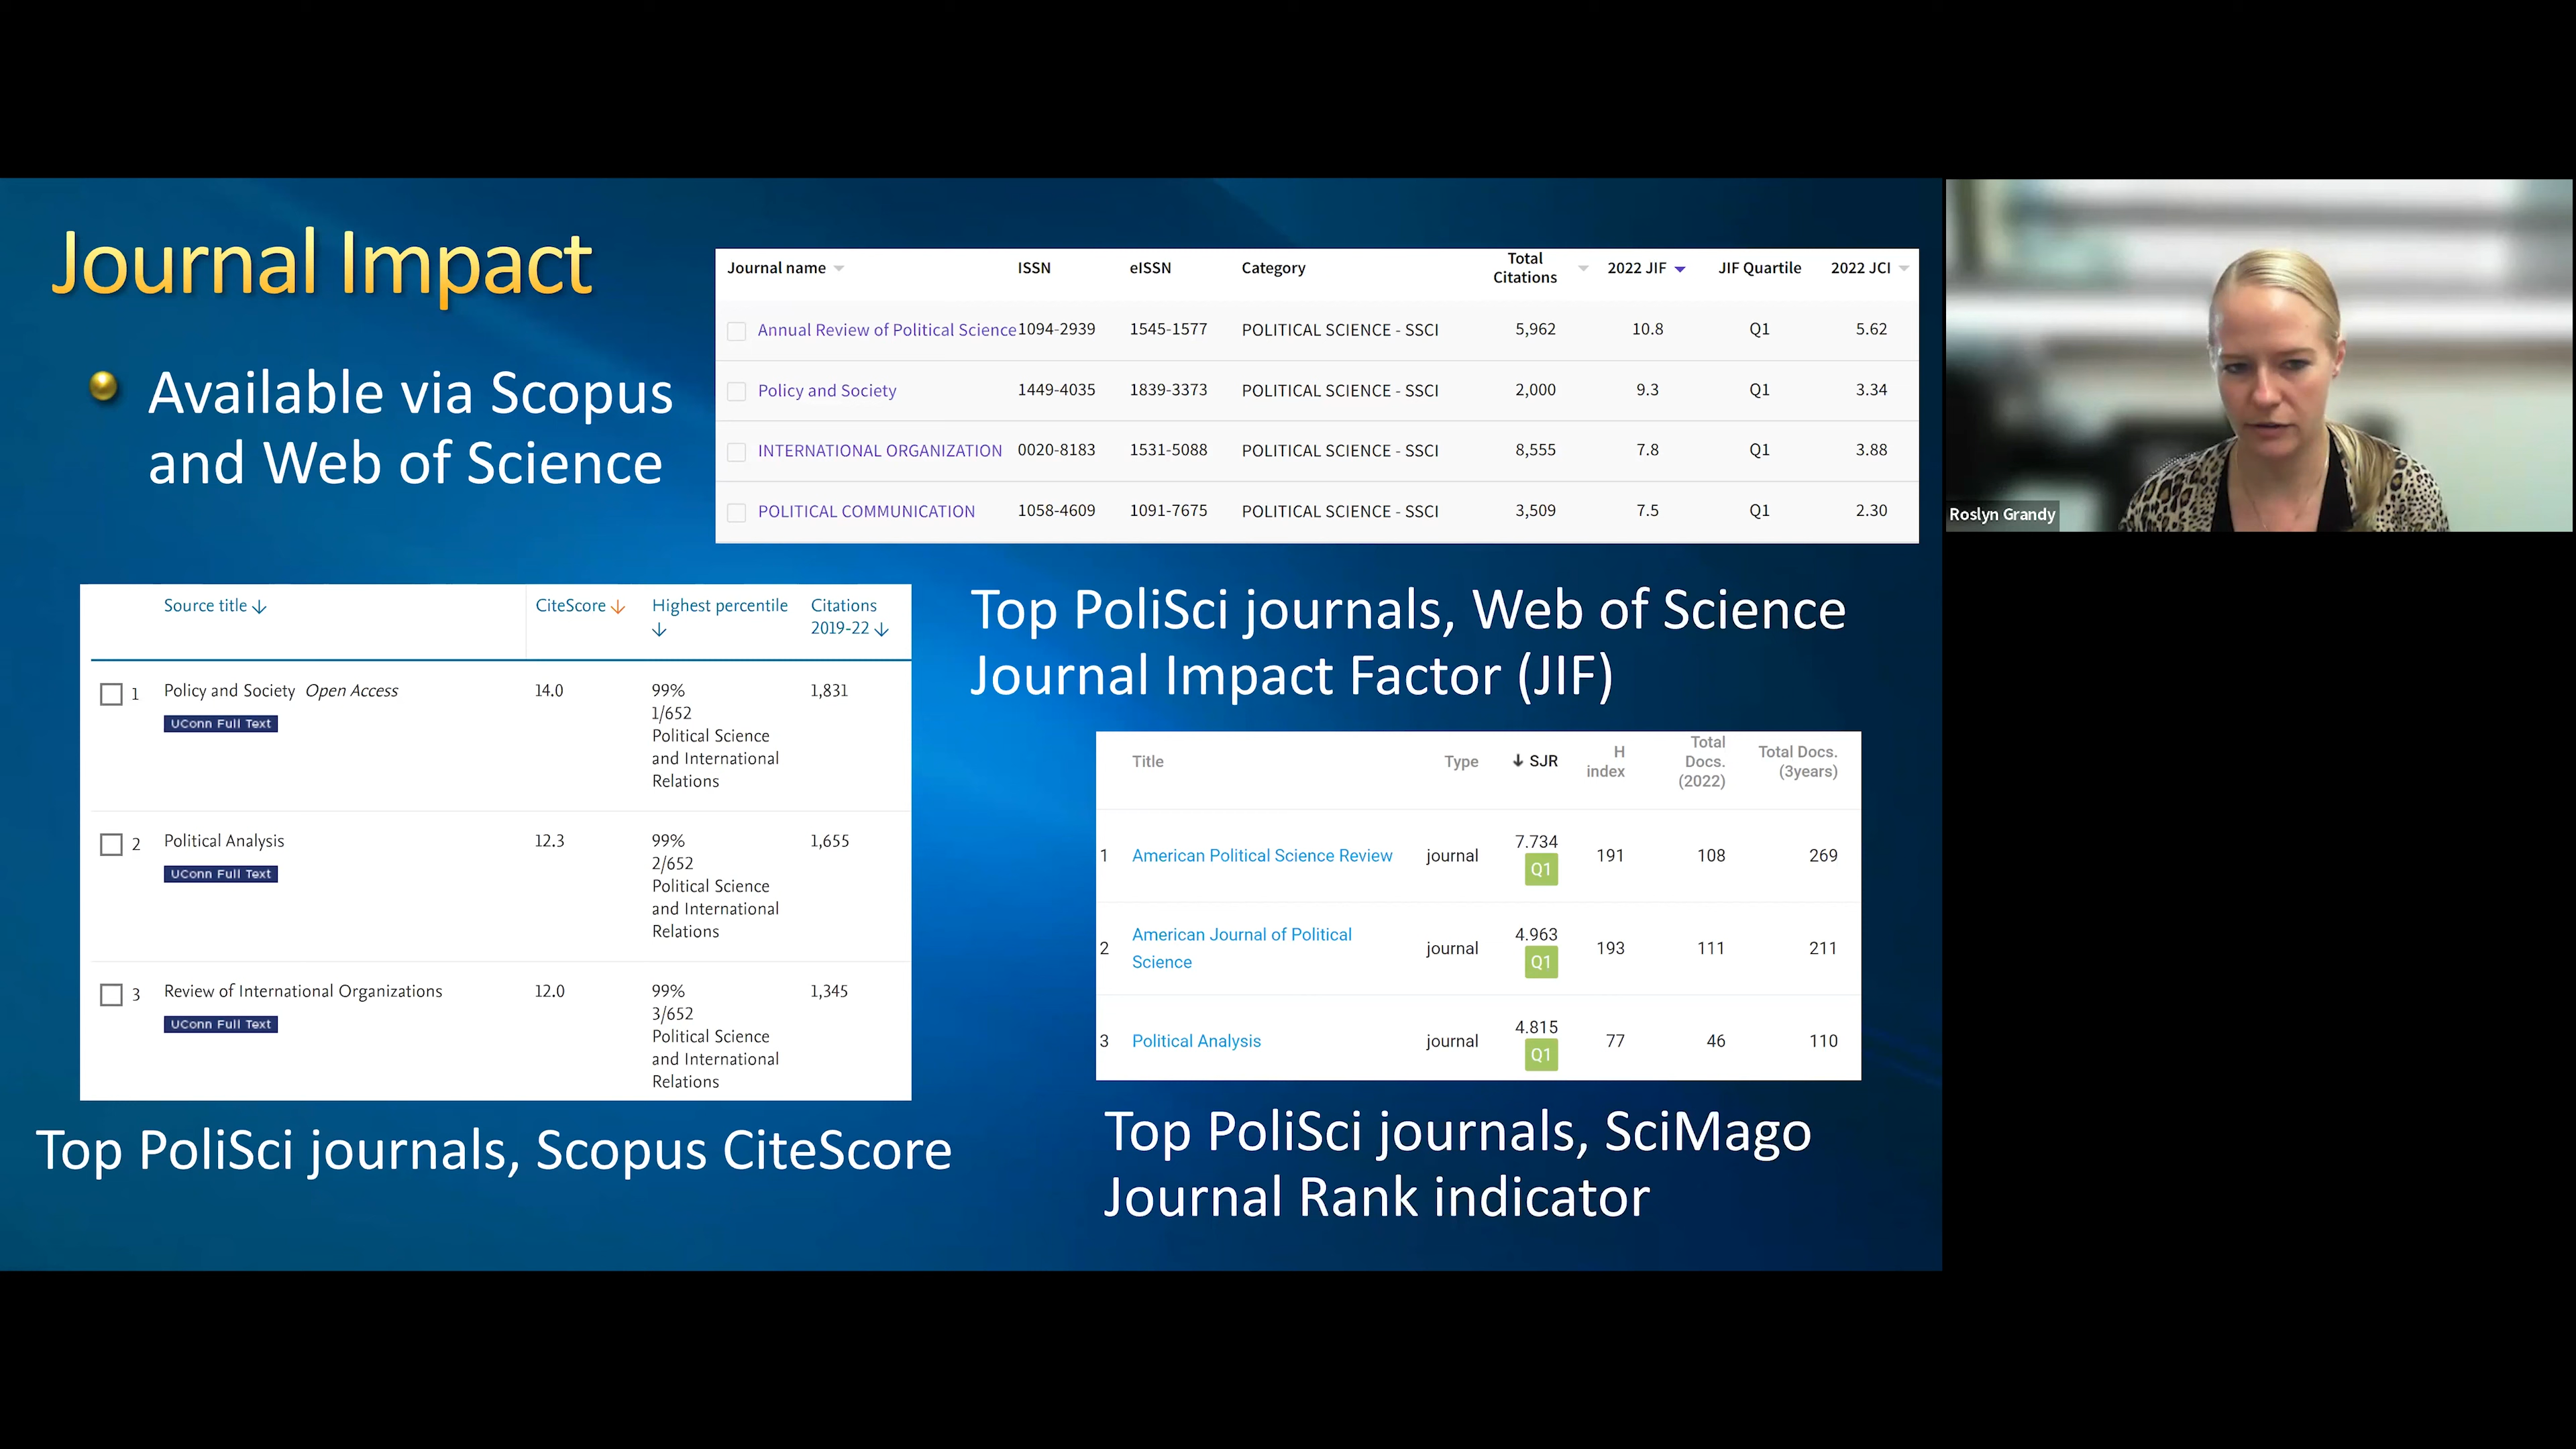 Journal Impact
Available via Scopus
and Web of Science
Journal name ISSN eISSN Category Total Citations 2022 JIF JIF Quartile 2022 JCI
Annual Review of Political Science 1094-2939 1545-1577 POLITICAL SCIENCE - SSCI 5,962 10.8 Q1 5.62
Policy and Society 1449-4035 1839-3373 POLITICAL SCIENCE - SSCI 2,000 9.3 Q1 3.34
INTERNATIONAL ORGANIZATION 0020-8183 1531-5088 POLITICAL SCIENCE - SSCI 8,555 7.8 Q1 3.88
POLITICAL COMMUNICATION 1058-4609 1091-7675 POLITICAL SCIENCE - SSCI 3,509 7.5 Q1 2.30
Top PoliSci journals, Web of Science
Journal Impact Factor (JIF)
Source title CiteScore Highest percentile Citations
2019-22
1 Policy and Society Open Access 14.0 99% 1,831
UConn Full Text 1/652
Political Science
and International
Relations
2 Political Analysis 12.3 99% 1,655
UConn Full Text 2/652
Political Science
and International
Relations
3 Review of International Organizations 12.0 99% 1,345
UConn Full Text 3/652
Political Science
and International
Relations
Top PoliSci journals, Scopus CiteScore
Title Type SJR H index Total Docs. (2022) Total Docs. (3years)
1 American Political Science Review journal 7.734 Q1 191 108 269
2 American Journal of Political journal 4.963 Q1 193 111 211
Science
3 Political Analysis journal 4.815 Q1 77 46 110
Top PoliSci journals, SciMago
Journal Rank indicator
Roslyn Grandy